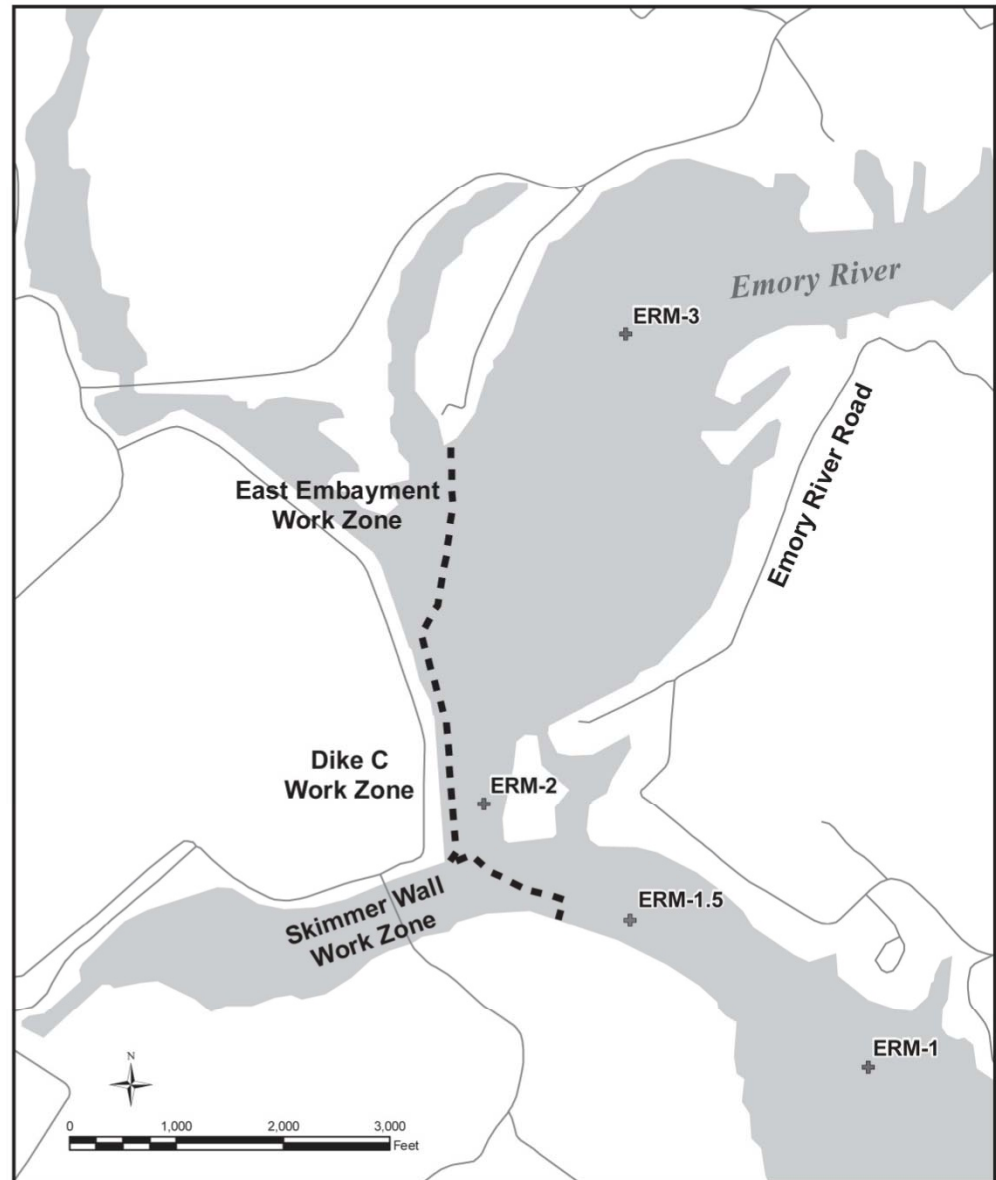 Emory River
ERM-3
Emory River Road
East Embayment
Work Zone
Dike C
Work Zone
ERM-2
Skimmer Wall
Work Zone
ERM-1.5
ERM-1
N
0 1,000 2,000 3,000
Feet